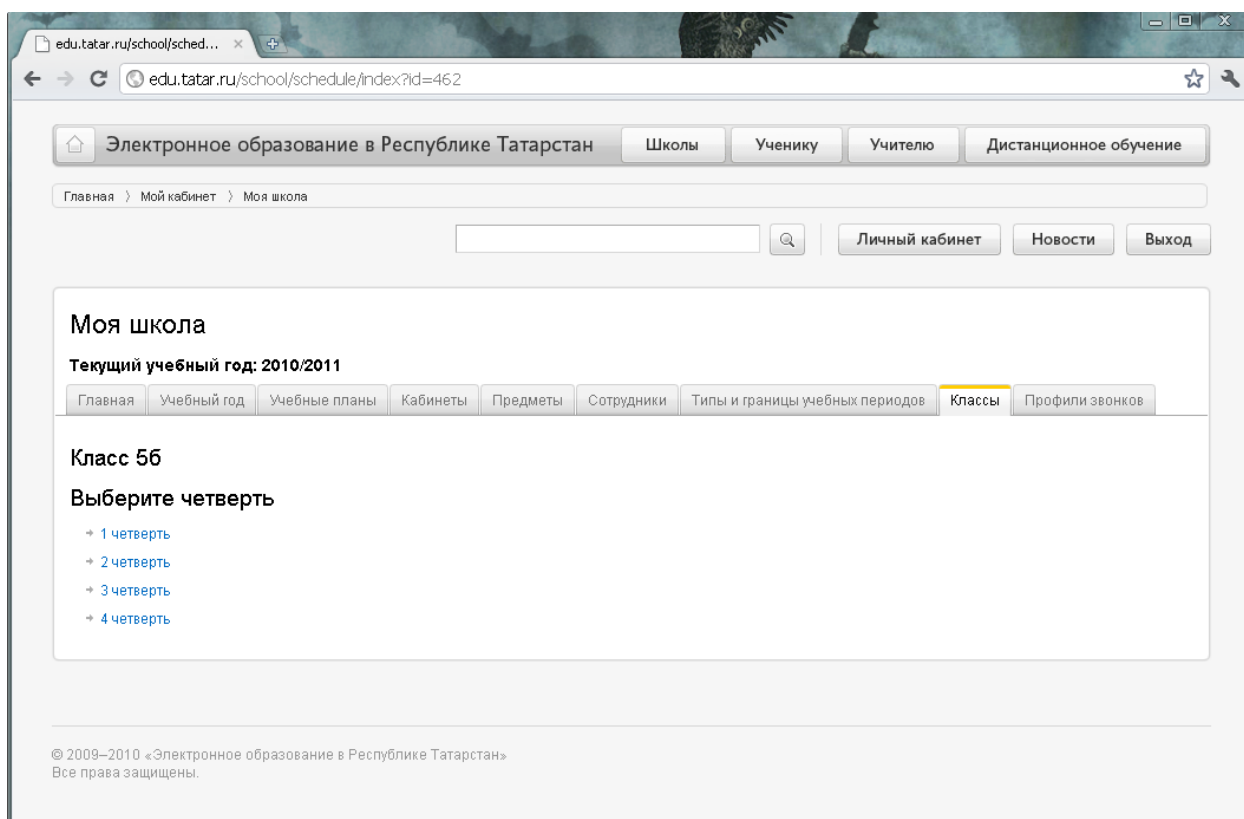 edu.tatar.ru/school/sched...
edu.tatar.ru/school/schedule/index?id=462
Электронное образование в Республике Татарстан Школы Ученику Учителю Дистанционное обучение
Главная 〉 Мой кабинет 〉 Моя школа
Личный кабинет Новости Выход
Моя школа
Текущий учебный год: 2010/2011
Главная Учебный год Учебные планы Кабинеты Предметы Сотрудники Типы и границы учебных периодов Классы Профили звонков
Класс 5б
Выберите четверть
1 четверть
2 четверть
3 четверть
4 четверть
© 2009–2010 «Электронное образование в Республике Татарстан»
Все права защищены.